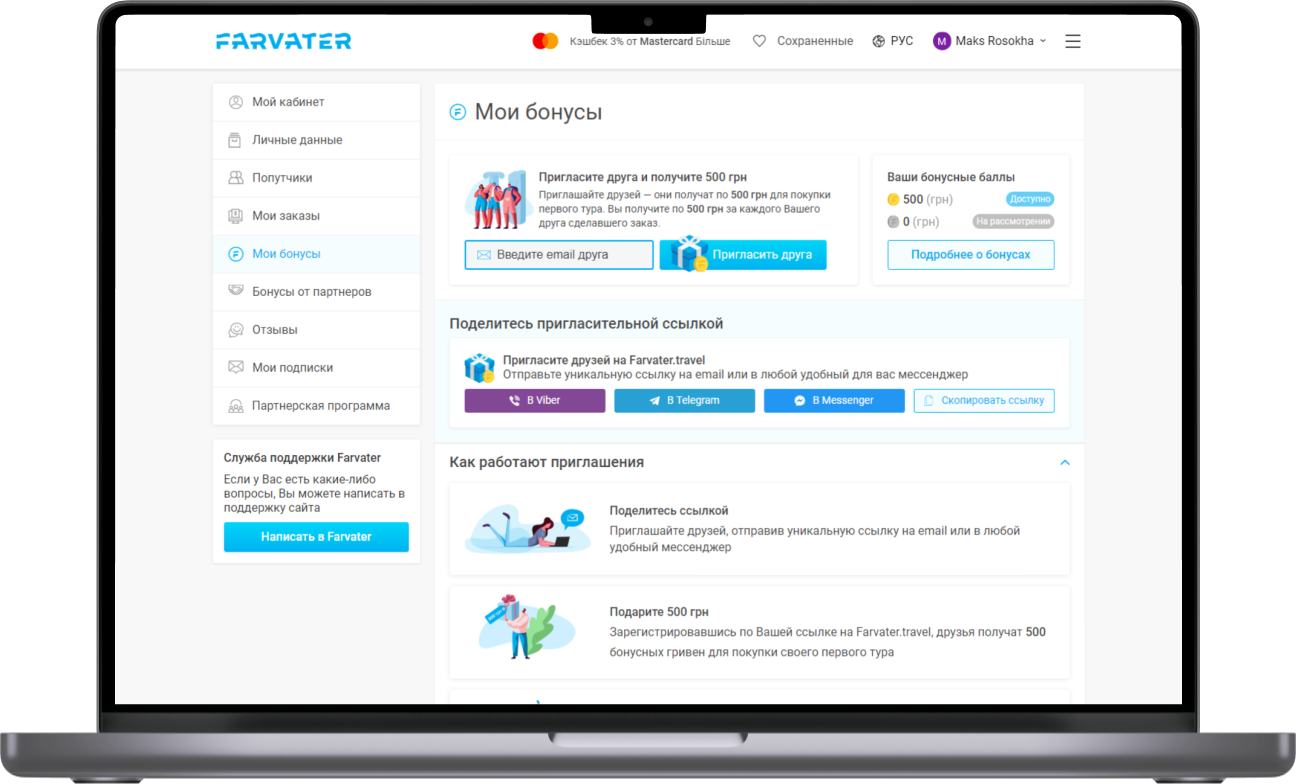 FARVATER
Кэшбек 3% от Mastercard Більше
Сохраненные
РУС
M
Maks Rosokha
Мой кабинет
Личные данные
Попутчики
Мои заказы
Мои бонусы
Бонусы от партнеров
Отзывы
Мои подписки
Партнерская программа
Служба поддержки Farvater
Если у Вас есть какие-либо
вопросы, Вы можете написать в
поддержку сайта
Написать в Farvater
Мои бонусы
Пригласите друга и получите 500 грн
Приглашайте друзей — они получат по 500 грн для покупки
первого тура. Вы получите по 500 грн за каждого Вашего
друга сделавшего заказ.
Введите email друга
Пригласить друга
Ваши бонусные баллы
500 (грн)
Доступно
0 (грн)
На рассмотрении
Подробнее о бонусах
Поделитесь пригласительной ссылкой
Пригласите друзей на Farvater.travel
Отправьте уникальную ссылку на email или в любой удобный для вас мессенджер
В Viber
В Telegram
В Messenger
Скопировать ссылку
Как работают приглашения
Поделитесь ссылкой
Приглашайте друзей, отправив уникальную ссылку на email или в любой
удобный мессенджер
Подарите 500 грн
Зарегистрировавшись по Вашей ссылке на Farvater.travel, друзья получат 500
бонусных гривен для покупки своего первого тура